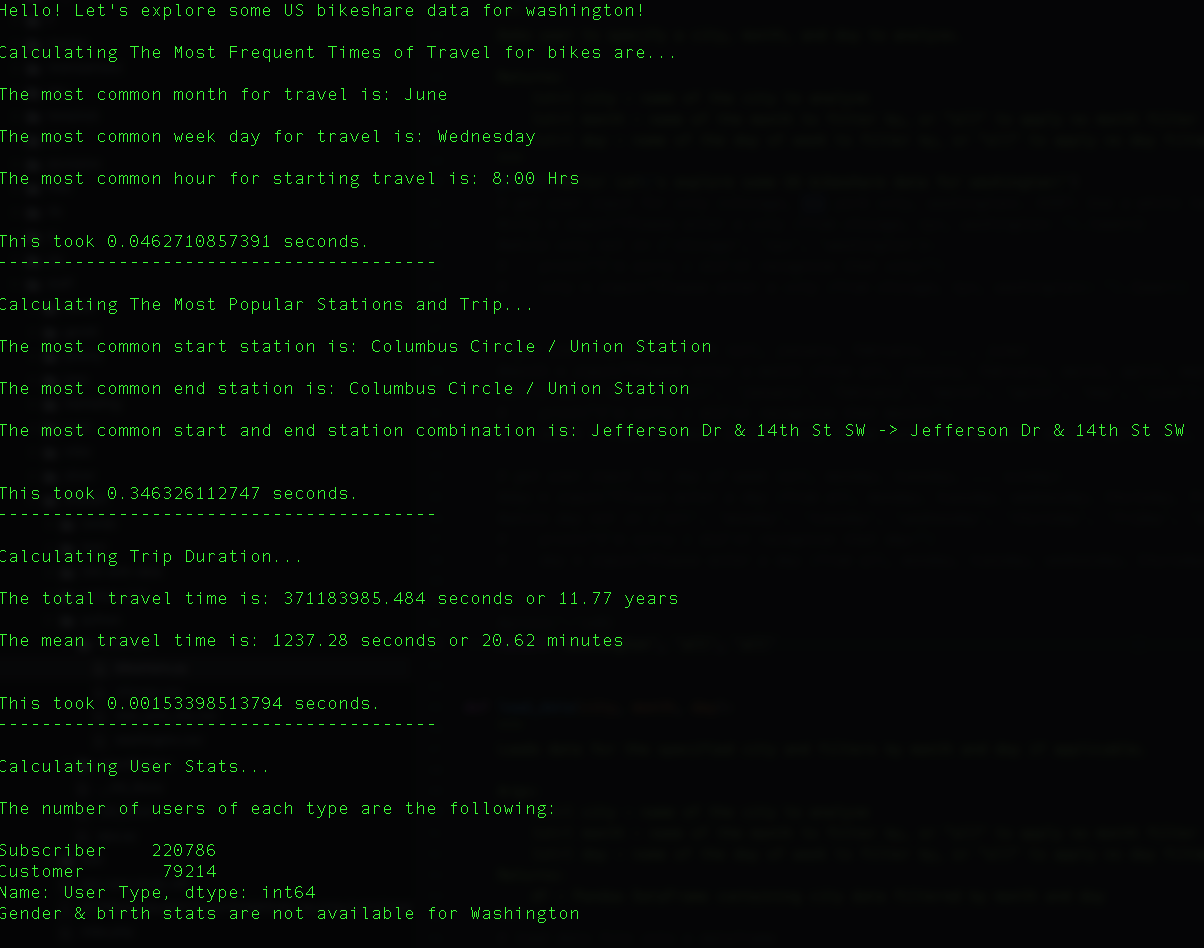 Hello! Let's explore some US bikeshare data for washington!
Calculating The Most Frequent Times of Travel for bikes are...
The most common month for travel is: June
The most common week day for travel is: Wednesday
The most common hour for starting travel is: 8:00 Hrs
This took 0.0462710857391 seconds.
----------------------------------------
Calculating The Most Popular Stations and Trip...
The most common start station is: Columbus Circle / Union Station
The most common end station is: Columbus Circle / Union Station
The most common start and end station combination is: Jefferson Dr & 14th St SW -> Jefferson Dr & 14th St SW
This took 0.346326112747 seconds.
----------------------------------------
Calculating Trip Duration...
The total travel time is: 371183985.484 seconds or 11.77 years
The mean travel time is: 1237.28 seconds or 20.62 minutes
This took 0.00153398513794 seconds.
----------------------------------------
Calculating User Stats...
The number of users of each type are the following:
Subscriber    220786
Customer       79214
Name: User Type, dtype: int64
Gender & birth stats are not available for Washington